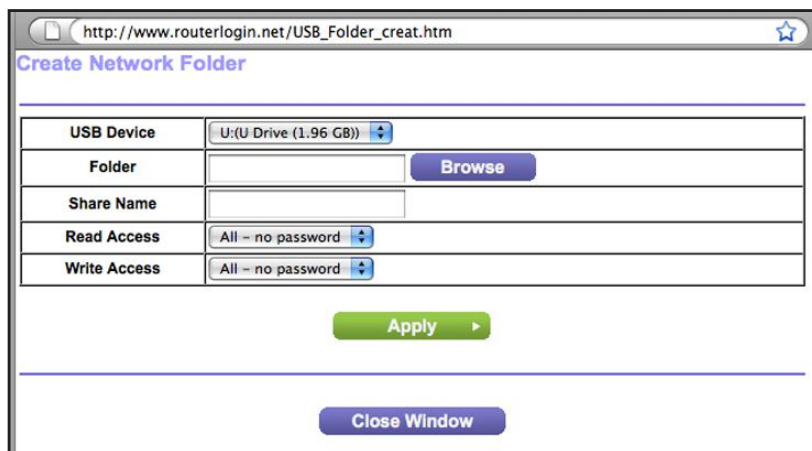 http://www.routerlogin.net/USB_Folder_creat.htm
Create Network Folder
USB Device U:(U Drive (1.96 GB))
Folder Browse
Share Name
Read Access All – no password
Write Access All – no password
Apply
Close Window